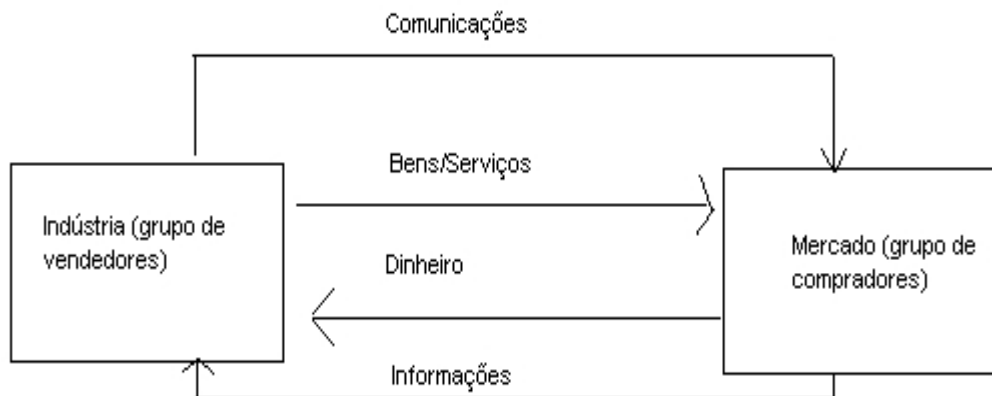 Comunicações
Bens/Serviços
Indústria (grupo de
vendedores)
Mercado (grupo de
compradores)
Dinheiro
Informações